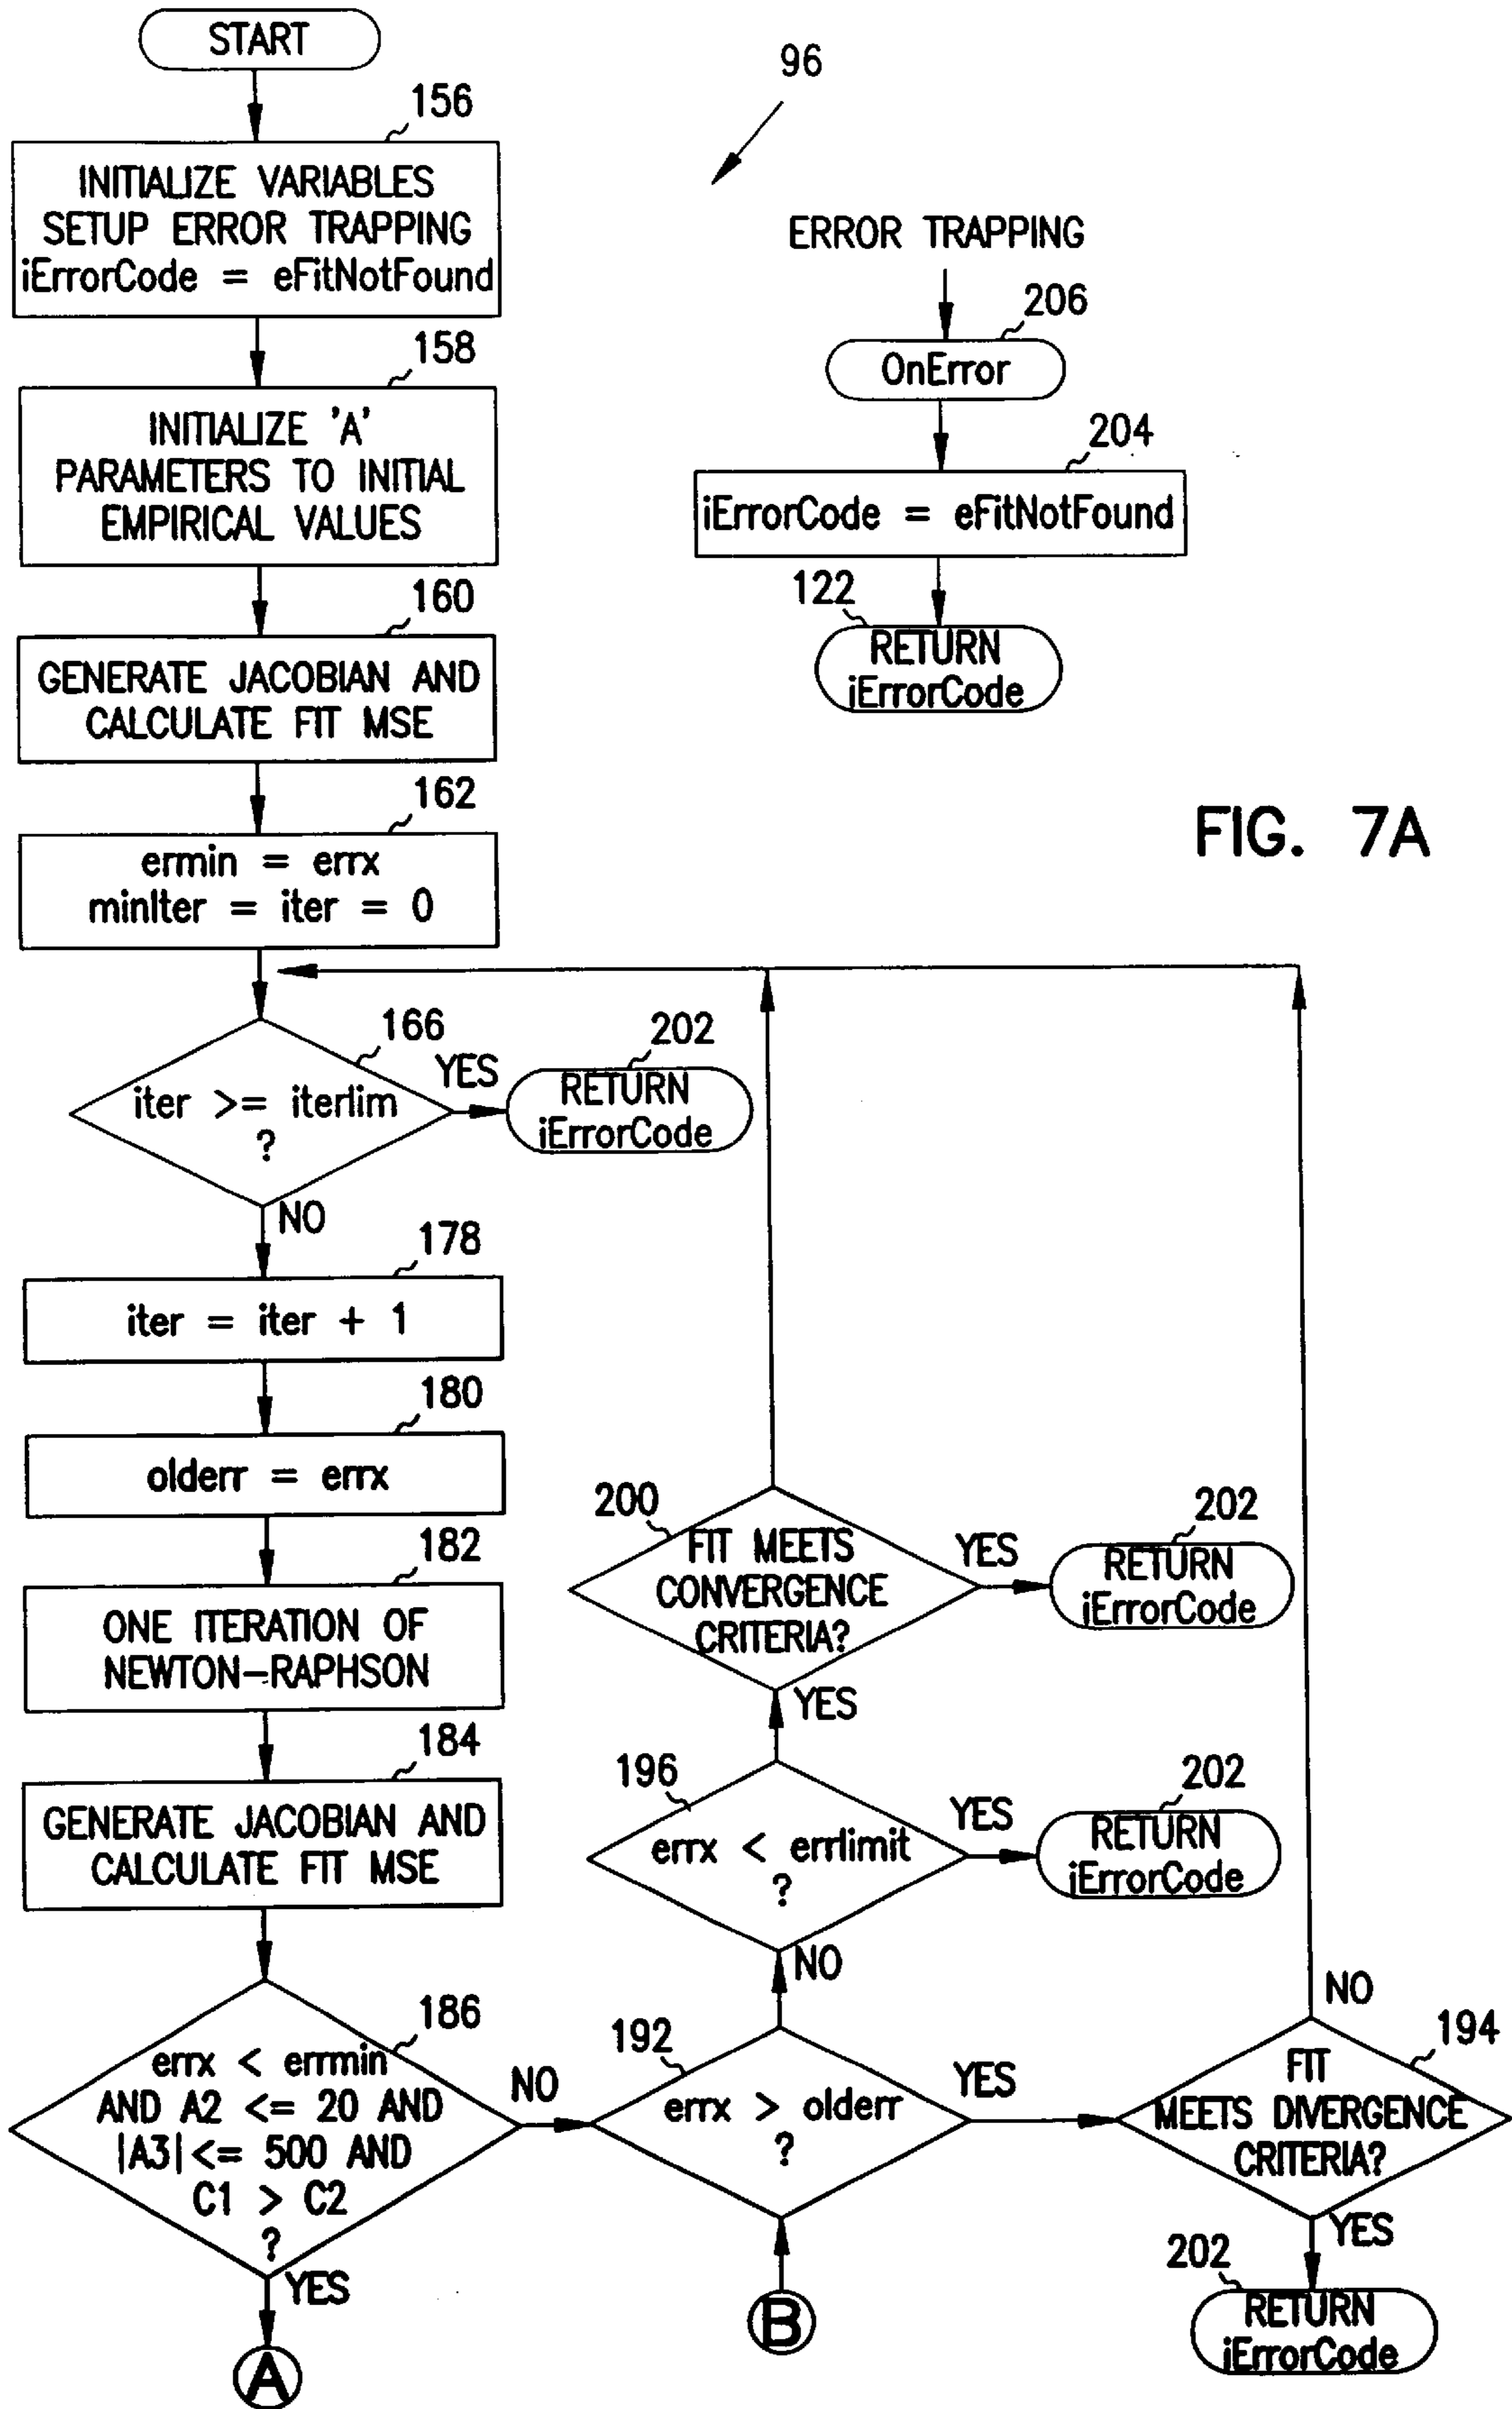 START
96
156
INITIALIZE VARIABLES
SETUP ERROR TRAPPING
iErrorCode = eFitNotFound
158
INITIALIZE 'A'
PARAMETERS TO INITIAL
EMPIRICAL VALUES
160
GENERATE JACOBIAN AND
CALCULATE FIT MSE
162
ermin = errx
minIter = iter = 0
ERROR TRAPPING
206
OnError
204
iErrorCode = eFitNotFound
122
RETURN
iErrorCode
FIG. 7A
166
iter >= iterlim
?
YES
202
RETURN
iErrorCode
NO
178
iter = iter + 1
180
olderr = errx
182
ONE ITERATION OF
NEWTON-RAPHSON
184
GENERATE JACOBIAN AND
CALCULATE FIT MSE
186
errx < errmin
AND A2 <= 20 AND
|A3|<= 500 AND
C1 > C2
?
NO
YES
A
200
FIT MEETS
CONVERGENCE
CRITERIA?
YES
202
RETURN
iErrorCode
YES
196
errx < errlimit
?
YES
202
RETURN
iErrorCode
NO
192
errx > olderr
?
YES
B
NO
194
FIT
MEETS DIVERGENCE
CRITERIA?
YES
202
RETURN
iErrorCode